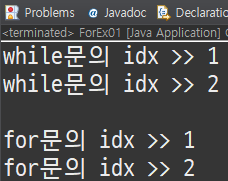 Problems @ Javadoc Declaratio
<terminated> ForEx01 [Java Application] C
while문의 idx >> 1
while문의 idx >> 2
for문의 idx >> 1
for문의 idx >> 2